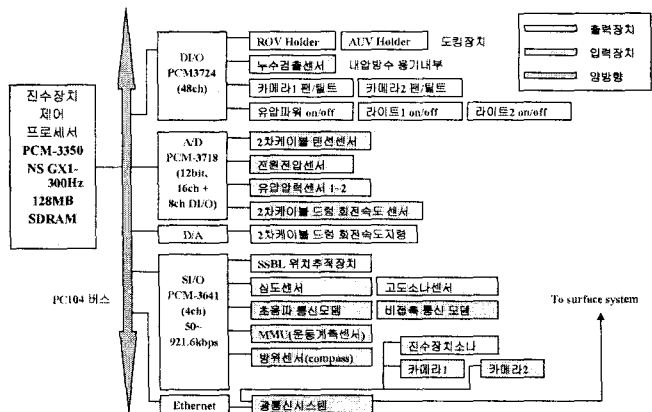 진수장치
제어
프로세서
PCM-3350
NS GX1-
300Hz
128MB
SDRAM
PC104 버스
DI/O
PCM3724
(48ch)
ROV Holder
AUV Holder
도킹장치
누수검출센서
내압방수 용기내부
카메라1 팬/틸트
카메라2 팬/틸트
유압파워 on/off
라이트1 on/off
라이트2 on/off
A/D
PCM-3718
(12bit,
16ch +
8ch DI/O)
2차케이블 텐션센서
전원전압센서
유압압력센서 1~2
2차케이블 드럼 회전속도 센서
D/A
2차케이블 드럼 회전속도지령
SI/O
PCM-3641
(4ch)
50~
921.6kbps
SSBL 위치추적장치
심도센서
고도소나센서
초음파 통신모뎀
비접촉 통신 모뎀
MMU(운동계측센서)
방위센서(compass)
진수장치소나
카메라1
카메라2
Ethernet
광통신시스템
To surface system
출력장치
입력장치
양방향